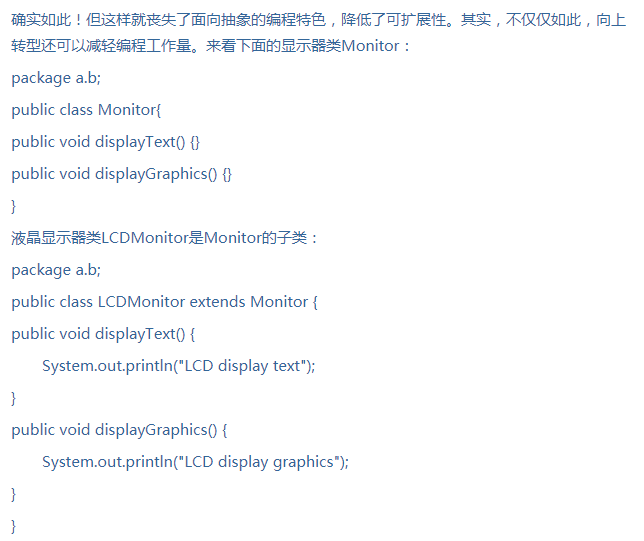 确实如此！但这样就丧失了面向抽象的编程特色，降低了可扩展性。其实，不仅仅如此，向上
转型还可以减轻编程工作量。来看下面的显示器类Monitor：
package a.b;
public class Monitor{
public void displayText() {}
public void displayGraphics() {}
}
液晶显示器类LCDMonitor是Monitor的子类：
package a.b;
public class LCDMonitor extends Monitor {
public void displayText() {
System.out.println("LCD display text");
}
public void displayGraphics() {
System.out.println("LCD display graphics");
}
}